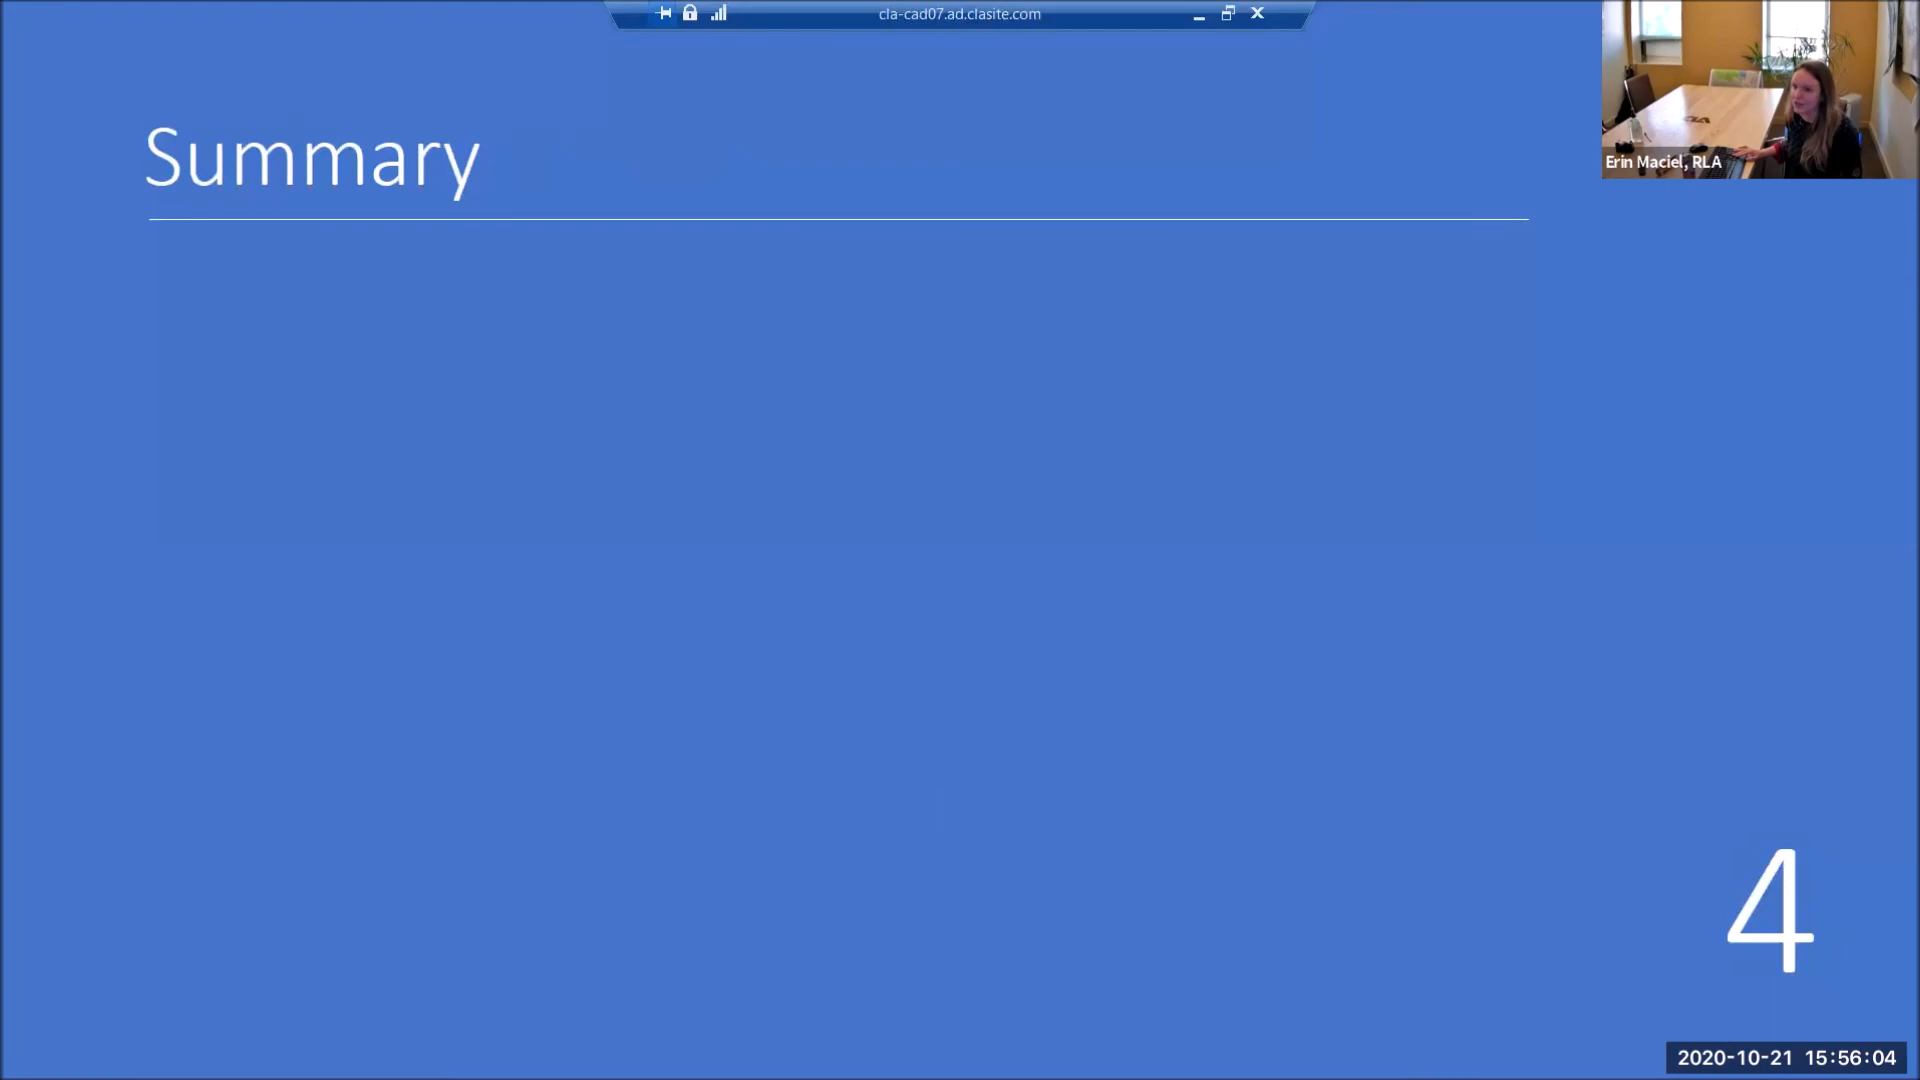 cla-cad07.ad.clasite.com
Summary
Erin Maciel, RLA
4
2020-10-21 15:56:04